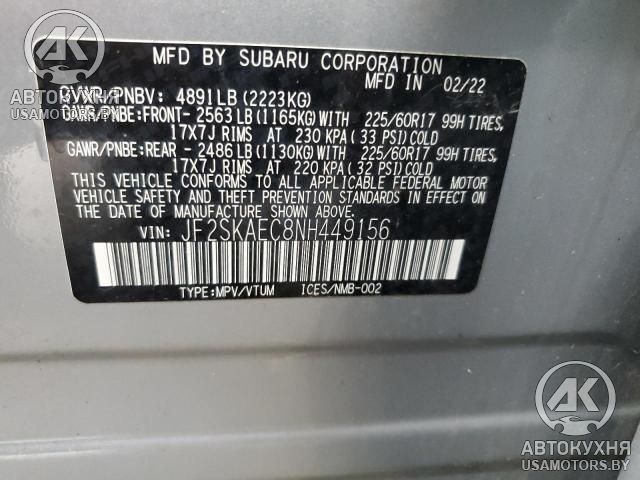 MFD BY SUBARU CORPORATION
MFD IN 02/22
GVWR/PNBV: 4891LB (2223KG)
GAWR/PNBE:FRONT- 2563LB (1165KG)WITH 225/60R17 99H TIRES,
17X7J RIMS AT 230 KPA (33 PSI)COLD
GAWR/PNBE:REAR - 2486LB (1130KG)WITH 225/60R17 99H TIRES,
17X7J RIMS AT 220 KPA (32 PSI)COLD
THIS VEHICLE CONFORMS TO ALL APPLICABLE FEDERAL MOTOR
VEHICLE SAFETY AND THEFT PREVENTION STANDARDS IN EFFECT
ON THE DATE OF MANUFACTURE SHOWN ABOVE.
VIN: JF2SKAEC8NH449156
TYPE:MPV/VTUM ICES/NMB-002
АК
АВТОКУХНЯ
USAMOTORS.BY
АК
АВТОКУХНЯ
USAMOTORS.BY